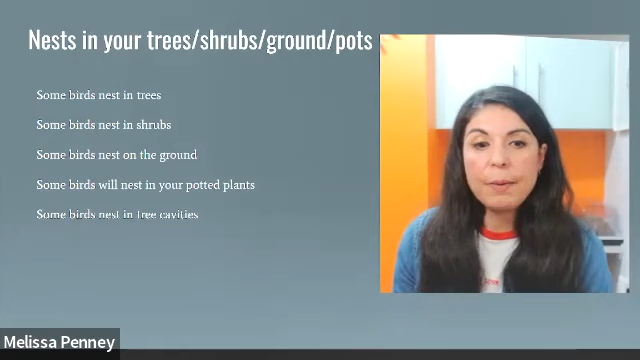 Nests in your trees/shrubs/ground/pots
Some birds nest in trees
Some birds nest in shrubs
Some birds nest on the ground
Some birds will nest in your potted plants
Some birds nest in tree cavities
Melissa Penney